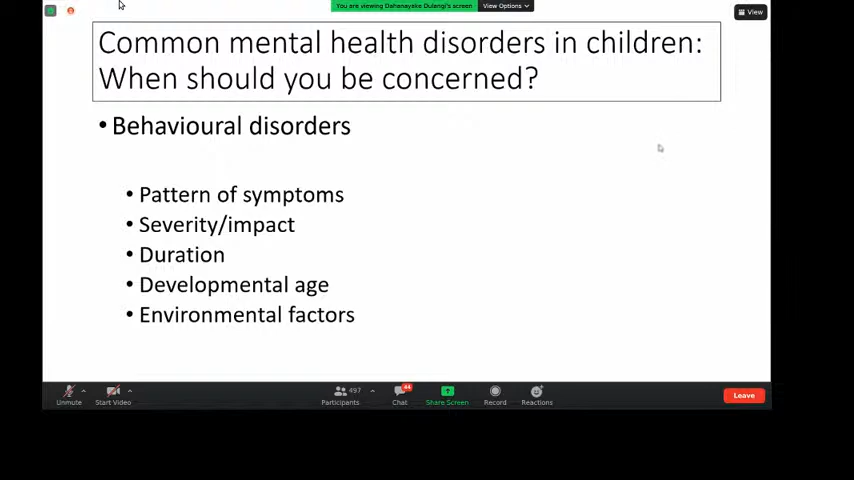 You are viewing Dahanayake Dulangi's screen
View Options
View
Common mental health disorders in children:
When should you be concerned?
• Behavioural disorders
• Pattern of symptoms
• Severity/impact
• Duration
• Developmental age
• Environmental factors
497
44
Unmute
Start Video
Participants
Chat
Share Screen
Record
Reactions
Leave